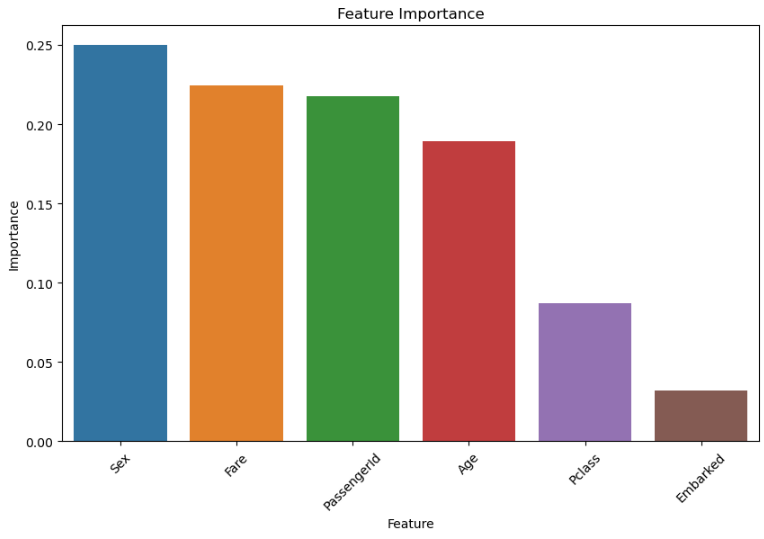 Feature Importance
Importance
0.25
0.20
0.15
0.10
0.05
0.00
Sex
Fare
PassengerId
Age
Pclass
Embarked
Feature